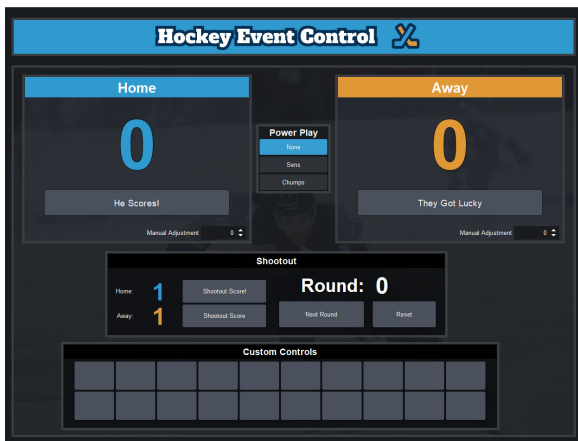 Hockey Event Control
Home
0
He Scores!
Manual Adjustment 0
Power Play
None
Sens
Chumps
Away
0
They Got Lucky
Manual Adjustment 0
Shootout
Home: 1 Shootout Score!
Away: 1 Shootout Score
Round: 0
Next Round Reset
Custom Controls